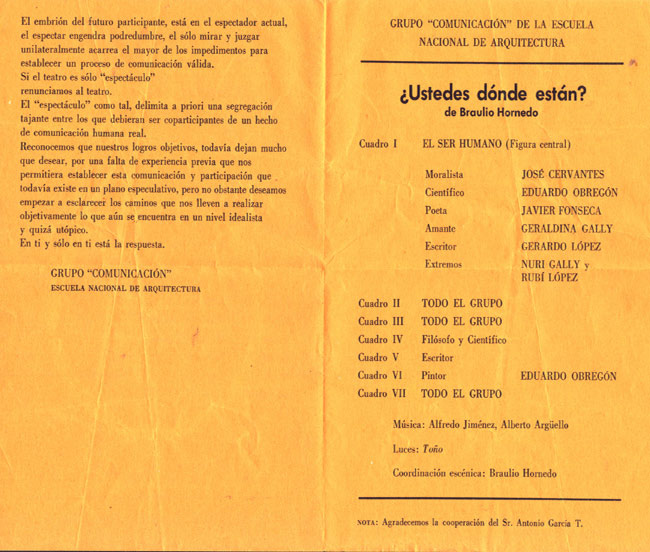 El embrión del futuro participante, está en el espectador actual,
el espectar engendra podredumbre, el sólo mirar y juzgar
unilateralmente acarrea el mayor de los impedimentos para
establecer un proceso de comunicación válida.
Si el teatro es sólo “espectáculo”
renunciamos al teatro.
El “espectáculo” como tal, delimita a priori una segregación
tajante entre los que debieran ser coparticipantes de un hecho
de comunicación humana real.
Reconocemos que nuestros logros objetivos, todavía dejan mucho
que desear, por una falta de experiencia previa que nos
permitiera establecer esta comunicación y participación que
todavía existe en un plano especulativo, pero no obstante deseamos
empezar a esclarecer los caminos que nos lleven a realizar
objetivamente lo que aún se encuentra en un nivel idealista
y quizá utópico.
En ti y sólo en ti está la respuesta.
GRUPO “COMUNICACIÓN”
ESCUELA NACIONAL DE ARQUITECTURA
GRUPO “COMUNICACIÓN” DE LA ESCUELA
NACIONAL DE ARQUITECTURA
¿Ustedes dónde están?
de Braulio Hornedo
Cuadro I EL SER HUMANO (Figura central)
Moralista JOSÉ CERVANTES
Científico EDUARDO OBREGÓN
Poeta JAVIER FONSECA
Amante GERALDINA GALLY
Escritor GERARDO LÓPEZ
Extremos NURI GALLY y
RUBÍ LÓPEZ
Cuadro II TODO EL GRUPO
Cuadro III TODO EL GRUPO
Cuadro IV Filósofo y Científico
Cuadro V Escritor
Cuadro VI Pintor EDUARDO OBREGÓN
Cuadro VII TODO EL GRUPO
Música: Alfredo Jiménez, Alberto Argüello
Luces: Toño
Coordinación escénica: Braulio Hornedo
NOTA: Agradecemos la cooperación del Sr. Antonio García T.